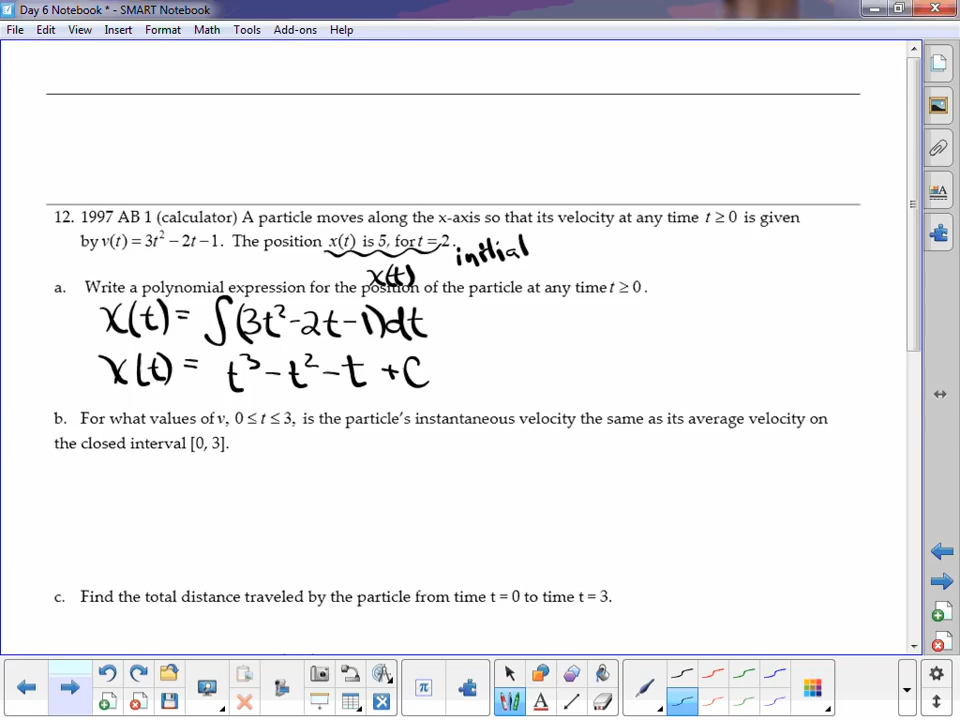 Day 6 Notebook * - SMART Notebook
File Edit View Insert Format Math Tools Add-ons Help
12. 1997 AB 1 (calculator) A particle moves along the x-axis so that its velocity at any time t ≥ 0 is given
by v(t) = 3t² − 2t − 1. The position x(t) is 5, for t = 2.
initial
x(t)
a. Write a polynomial expression for the position of the particle at any time t ≥ 0.
x(t) = ∫(3t² - 2t - 1)dt
x(t) = t³ - t² - t + C
b. For what values of v, 0 ≤ t ≤ 3, is the particle's instantaneous velocity the same as its average velocity on
the closed interval [0, 3].
c. Find the total distance traveled by the particle from time t = 0 to time t = 3.
π
A